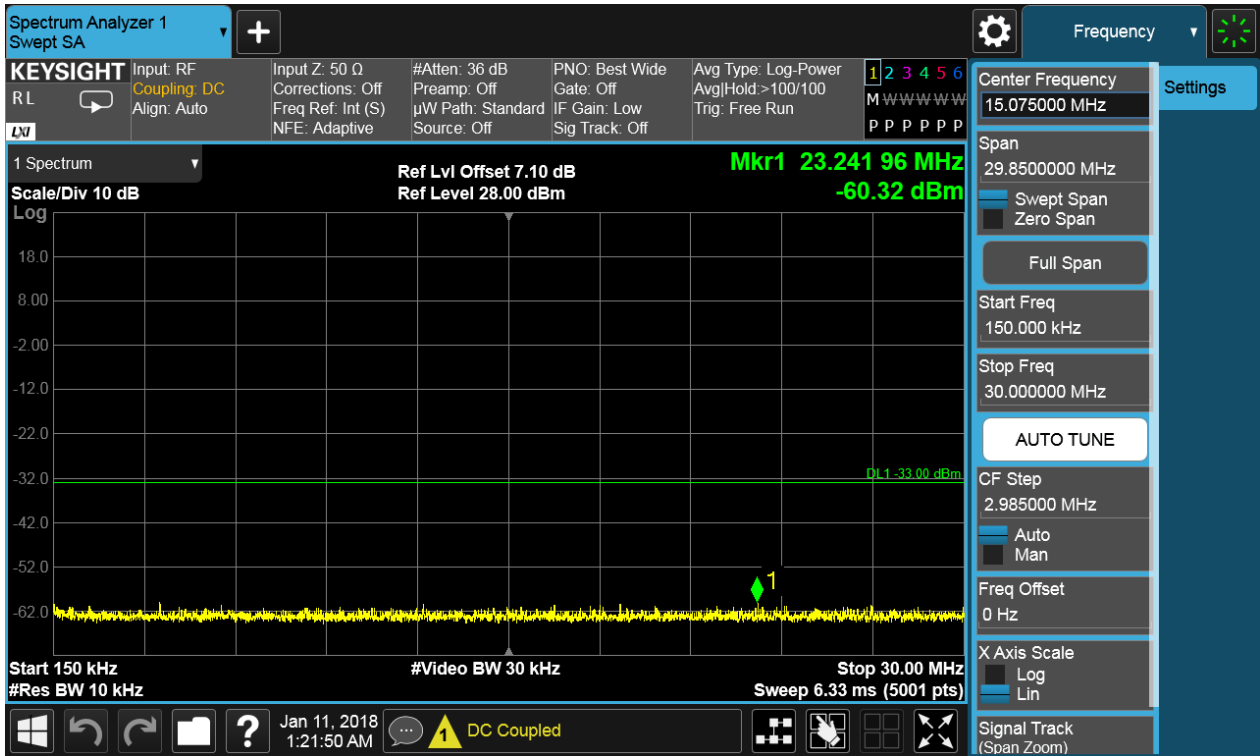 Spectrum Analyzer 1
Swept SA
+
Frequency
KEYSIGHT
RL
LXI
Input: RF
Coupling: DC
Align: Auto
Input Z: 50 Ω
Corrections: Off
Freq Ref: Int (S)
NFE: Adaptive
#Atten: 36 dB
Preamp: Off
µW Path: Standard
Source: Off
PNO: Best Wide
Gate: Off
IF Gain: Low
Sig Track: Off
Avg Type: Log-Power
Avg|Hold:>100/100
Trig: Free Run
1 2 3 4 5 6
M W W W W W
P P P P P P
1 Spectrum
Scale/Div 10 dB
Ref Lvl Offset 7.10 dB
Ref Level 28.00 dBm
Mkr1 23.241 96 MHz
-60.32 dBm
Log
18.0
8.00
-2.00
-12.0
-22.0
-32.0
-42.0
-52.0
-62.0
DL1 -33.00 dBm
1
Start 150 kHz
#Video BW 30 kHz
Stop 30.00 MHz
#Res BW 10 kHz
Sweep 6.33 ms (5001 pts)
Center Frequency
15.075000 MHz
Settings
Span
29.8500000 MHz
Swept Span
Zero Span
Full Span
Start Freq
150.000 kHz
Stop Freq
30.000000 MHz
AUTO TUNE
CF Step
2.985000 MHz
Auto
Man
Freq Offset
0 Hz
X Axis Scale
Log
Lin
Signal Track
(Span Zoom)
?
Jan 11, 2018
1:21:50 AM
1
DC Coupled